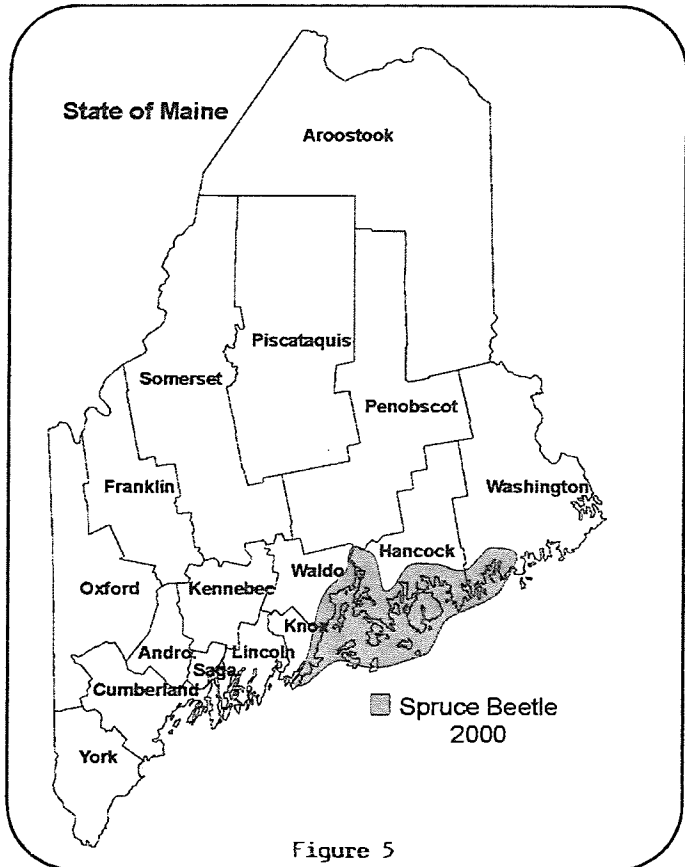 State of Maine
Aroostook
Piscataquis
Somerset
Penobscot
Franklin
Washington
Hancock
Waldo
Oxford
Kennebec
Knox
Andro.
Lincoln
Saga.
Cumberland
York
Spruce Beetle
2000
Figure 5